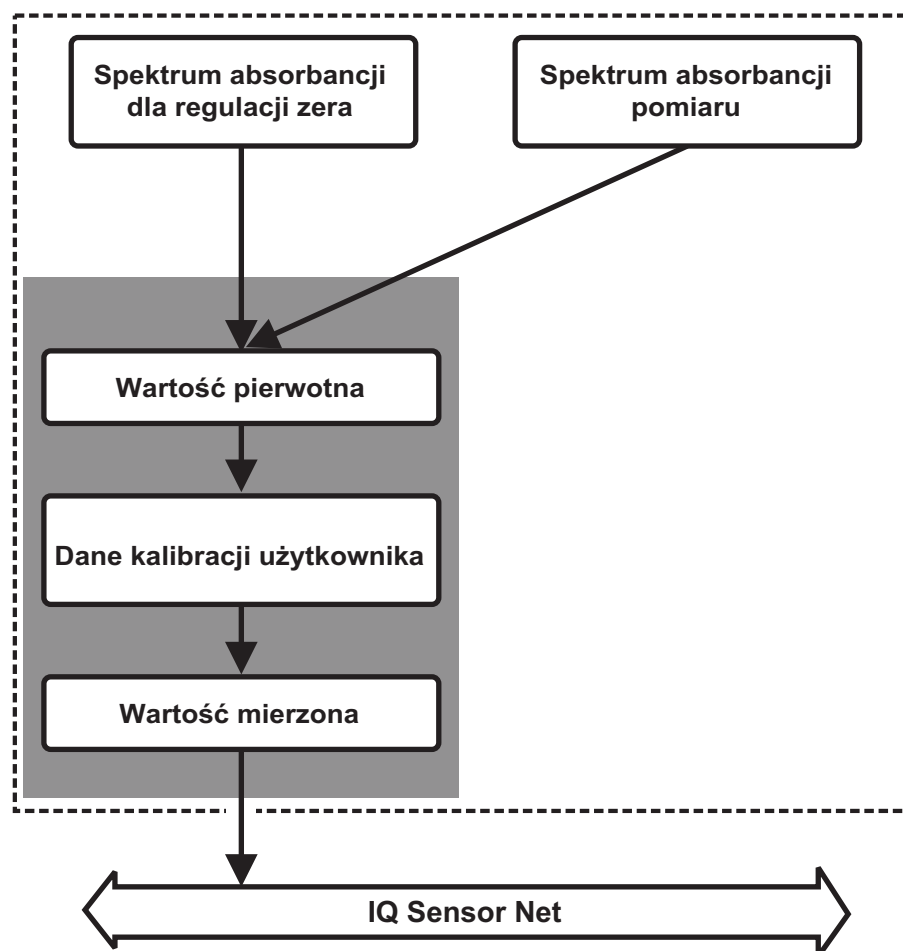 Spektrum absorbancji
dla regulacji zera
Spektrum absorbancji
pomiaru
Wartość pierwotna
Dane kalibracji użytkownika
Wartość mierzona
IQ Sensor Net